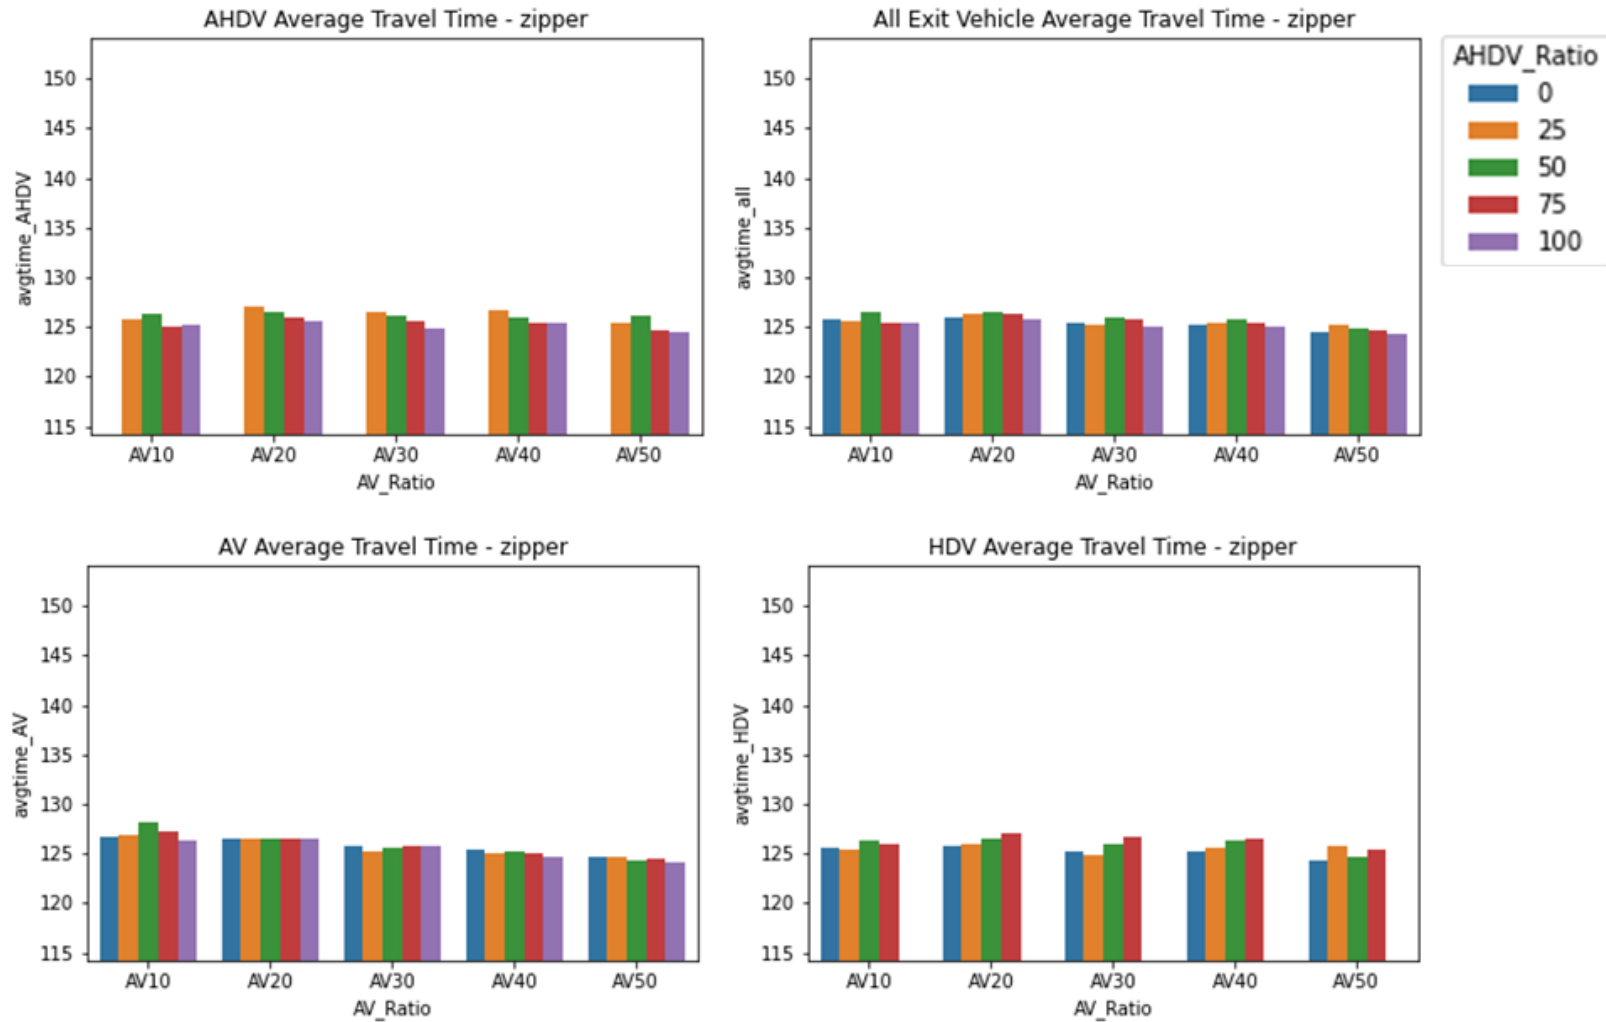 AHDV Average Travel Time - zipper
150
145
140
135
130
125
120
115
avgtime_AHDV
AV10 AV20 AV30 AV40 AV50
AV_Ratio
All Exit Vehicle Average Travel Time - zipper
150
145
140
135
130
125
120
115
avgtime_all
AV10 AV20 AV30 AV40 AV50
AV_Ratio
AHDV_Ratio
0
25
50
75
100
AV Average Travel Time - zipper
150
145
140
135
130
125
120
115
avgtime_AV
AV10 AV20 AV30 AV40 AV50
AV_Ratio
HDV Average Travel Time - zipper
150
145
140
135
130
125
120
115
avgtime_HDV
AV10 AV20 AV30 AV40 AV50
AV_Ratio